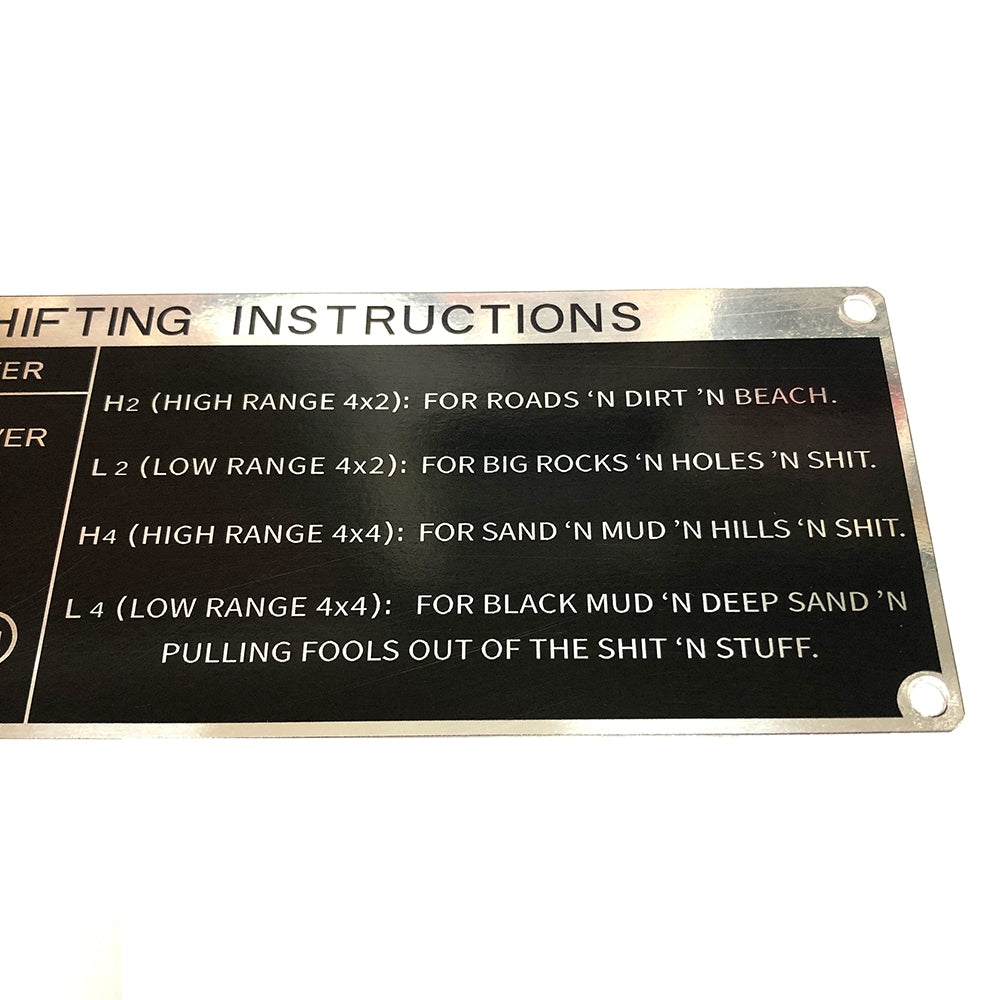 HIFTING INSTRUCTIONS
ER
VER
H2 (HIGH RANGE 4x2): FOR ROADS ‘N DIRT ’N BEACH.
L 2 (LOW RANGE 4x2): FOR BIG ROCKS ‘N HOLES ’N SHIT.
H4 (HIGH RANGE 4x4): FOR SAND ‘N MUD ’N HILLS ‘N SHIT.
L 4 (LOW RANGE 4x4): FOR BLACK MUD ‘N DEEP SAND ’N
PULLING FOOLS OUT OF THE SHIT ‘N STUFF.